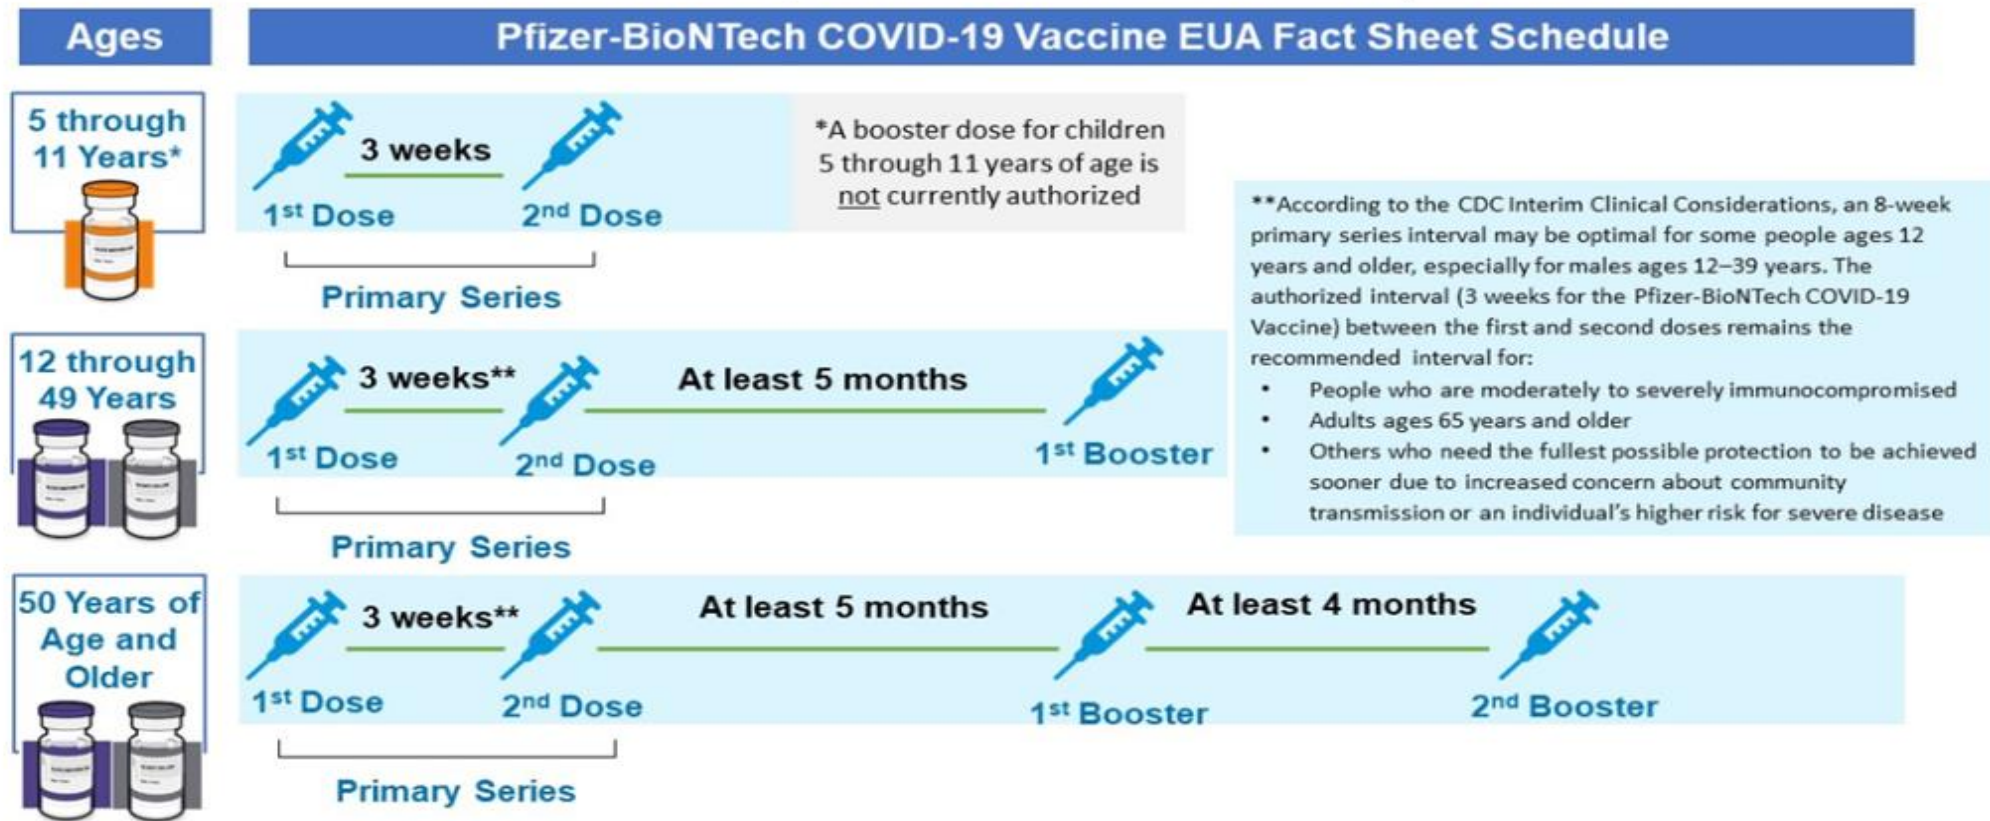 Ages
Pfizer-BioNTech COVID-19 Vaccine EUA Fact Sheet Schedule
5 through
11 Years*
3 weeks
1st Dose
2nd Dose
Primary Series
*A booster dose for children
5 through 11 years of age is
not currently authorized
**According to the CDC Interim Clinical Considerations, an 8-week
primary series interval may be optimal for some people ages 12
years and older, especially for males ages 12–39 years. The
authorized interval (3 weeks for the Pfizer-BioNTech COVID-19
Vaccine) between the first and second doses remains the
recommended interval for:
• People who are moderately to severely immunocompromised
• Adults ages 65 years and older
• Others who need the fullest possible protection to be achieved
sooner due to increased concern about community
transmission or an individual's higher risk for severe disease
12 through
49 Years
3 weeks**
At least 5 months
1st Dose
2nd Dose
1st Booster
Primary Series
50 Years of
Age and
Older
3 weeks**
At least 5 months
At least 4 months
1st Dose
2nd Dose
1st Booster
2nd Booster
Primary Series